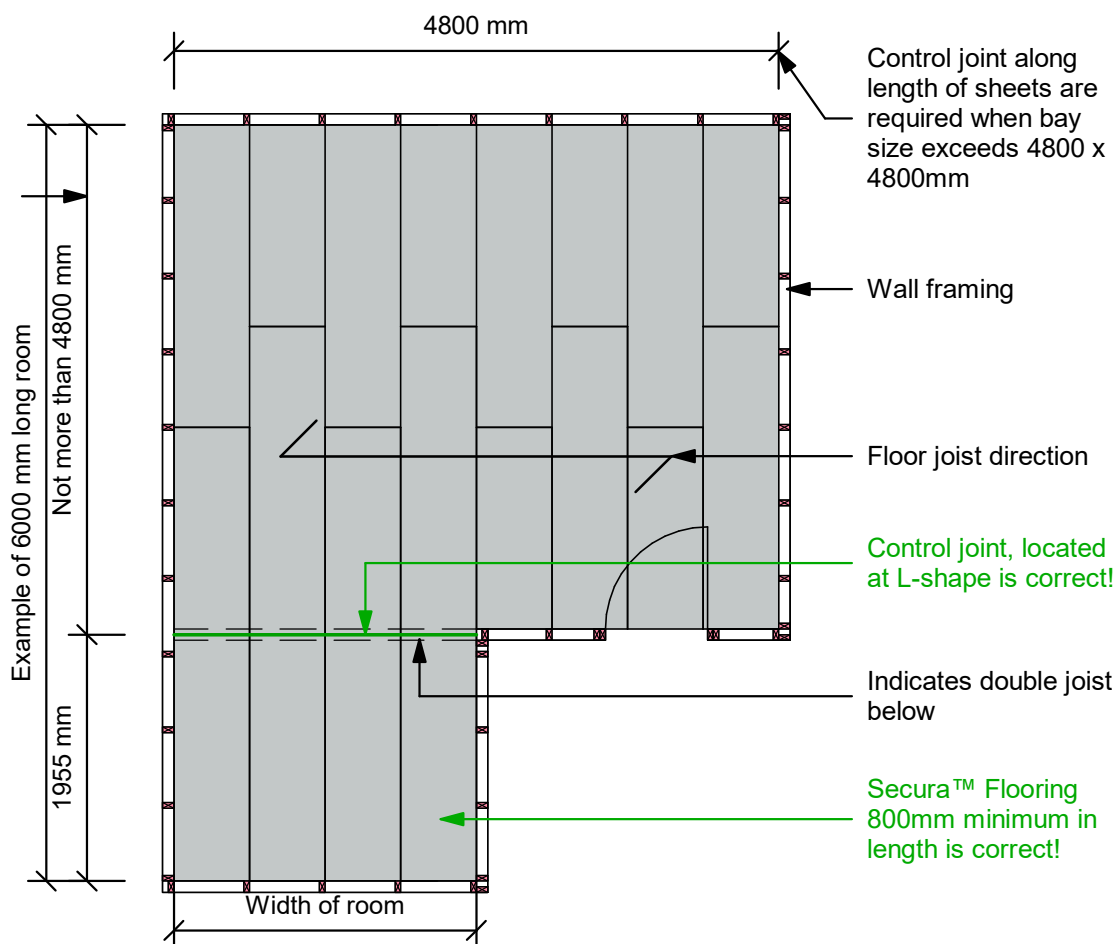 4800 mm
Control joint along
length of sheets are
required when bay
size exceeds 4800 x
4800mm
Wall framing
Floor joist direction
Control joint, located
at L-shape is correct!
Indicates double joist
below
Secura™ Flooring
800mm minimum in
length is correct!
Example of 6000 mm long room
Not more than 4800 mm
1955 mm
Width of room